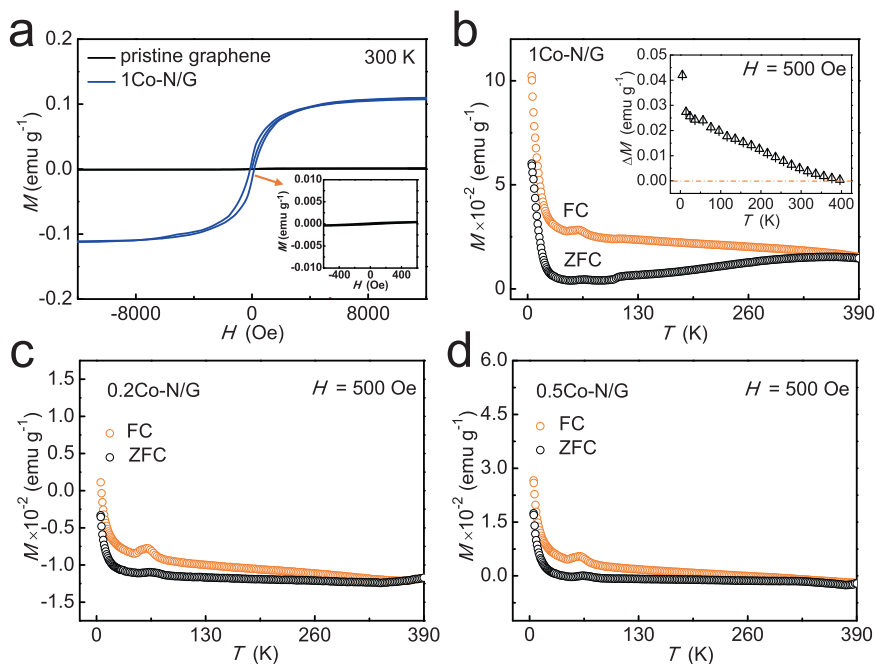 a
pristine graphene
1Co-N/G
300 K
0.2
0.1
0.0
-0.1
-0.2
M (emu g⁻¹)
-8000 0 8000
H (Oe)
0.010
0.005
0.000
-0.005
-0.010
M (emu g⁻¹)
-400 0 400
H (Oe)
b
1Co-N/G
H = 500 Oe
10
5
0
M ×10⁻² (emu g⁻¹)
FC
ZFC
0 130 260 390
T (K)
0.05
0.04
0.03
0.02
0.01
0.00
ΔM (emu g⁻¹)
0 100 200 300 400
T (K)
c
0.2Co-N/G
H = 500 Oe
FC
ZFC
1.5
1.0
0.5
0.0
-0.5
-1.0
-1.5
M ×10⁻² (emu g⁻¹)
0 130 260 390
T (K)
d
0.5Co-N/G
H = 500 Oe
FC
ZFC
6.0
4.5
3.0
1.5
0.0
M ×10⁻² (emu g⁻¹)
0 130 260 390
T (K)